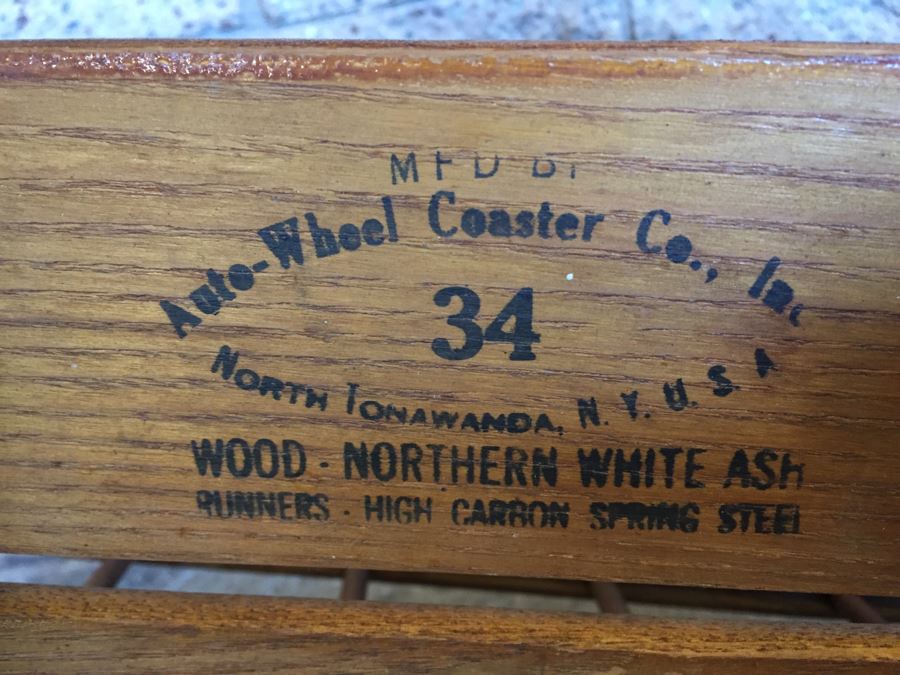 MFD BY
Auto-Wheel Coaster Co., Inc
34
North Tonawanda, N. Y. U. S. A
WOOD - NORTHERN WHITE ASH
RUNNERS - HIGH CARBON SPRING STEEL